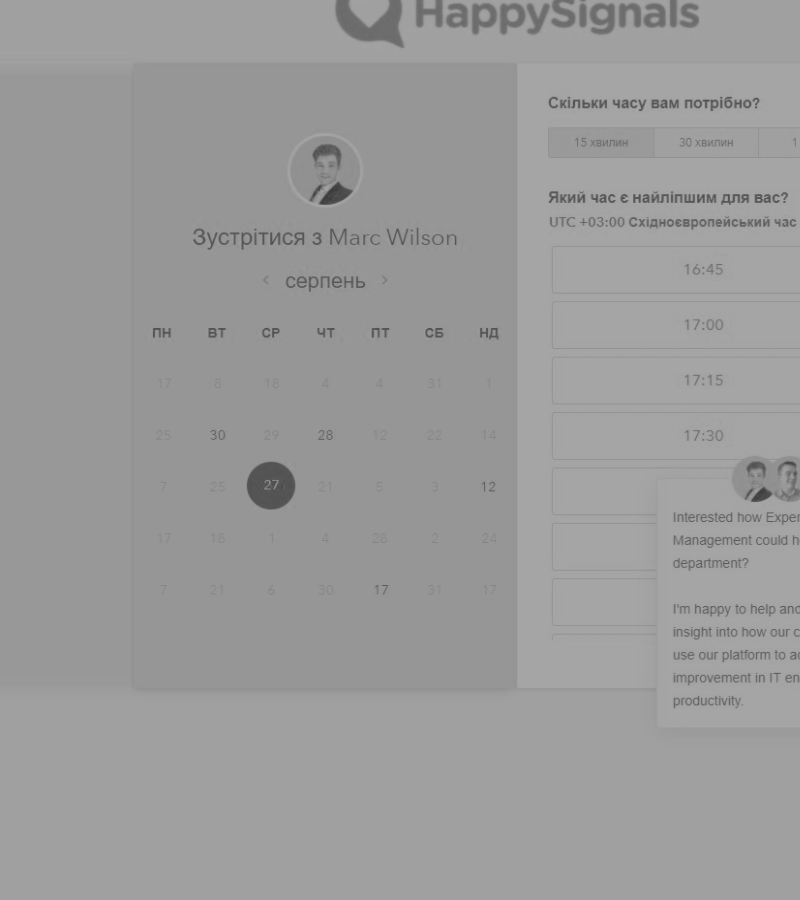 HappySignals
Зустрітися з Marc Wilson
серпень
ПН ВТ СР ЧТ ПТ СБ НД
17 8 18 4 4 31 1
25 30 29 28 12 22 14
7 25 27 21 5 3 12
17 18 1 4 28 2 24
7 21 6 30 17 31 17
Скільки часу вам потрібно?
15 хвилин 30 хвилин 1
Який час є найліпшим для вас?
UTC +03:00 Східноєвропейський час
16:45
17:00
17:15
17:30
Interested how Exper
Management could h
department?
I'm happy to help and
insight into how our c
use our platform to ac
improvement in IT en
productivity.